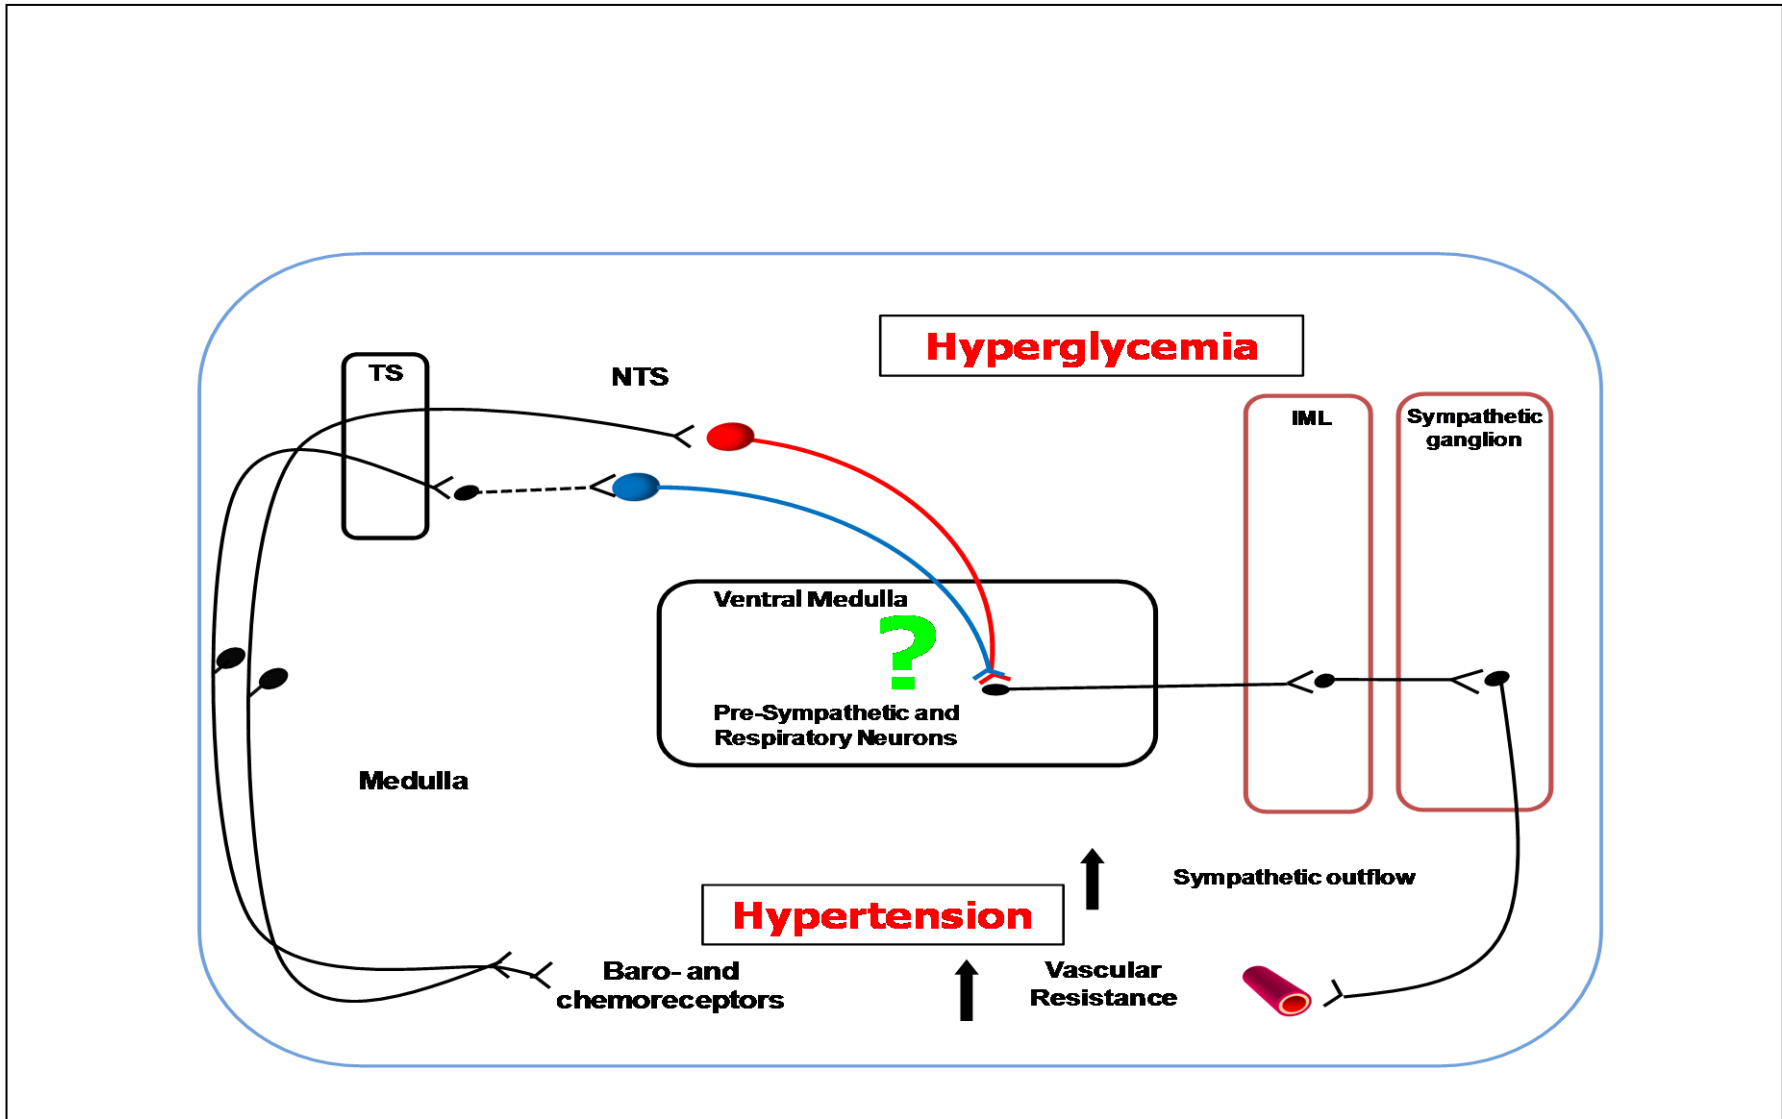 Hyperglycemia
TS
NTS
IML
Sympathetic
ganglion
Ventral Medulla
?
Pre-Sympathetic and
Respiratory Neurons
Medulla
Sympathetic outflow
Hypertension
Baro- and
chemoreceptors
Vascular
Resistance